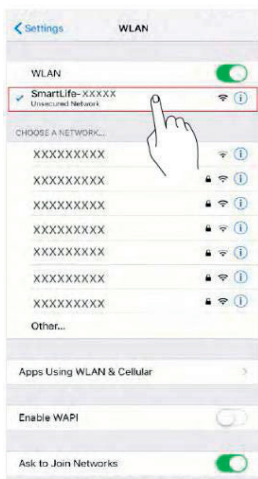 Settings
WLAN
WLAN
SmartLife-XXXXX
Unsecured Network
CHOOSE A NETWORK...
XXXXXXXXX
XXXXXXXXX
XXXXXXXXX
XXXXXXXXX
XXXXXXXXX
XXXXXXXXX
XXXXXXXXX
Other...
Apps Using WLAN & Cellular
Enable WAPI
Ask to Join Networks